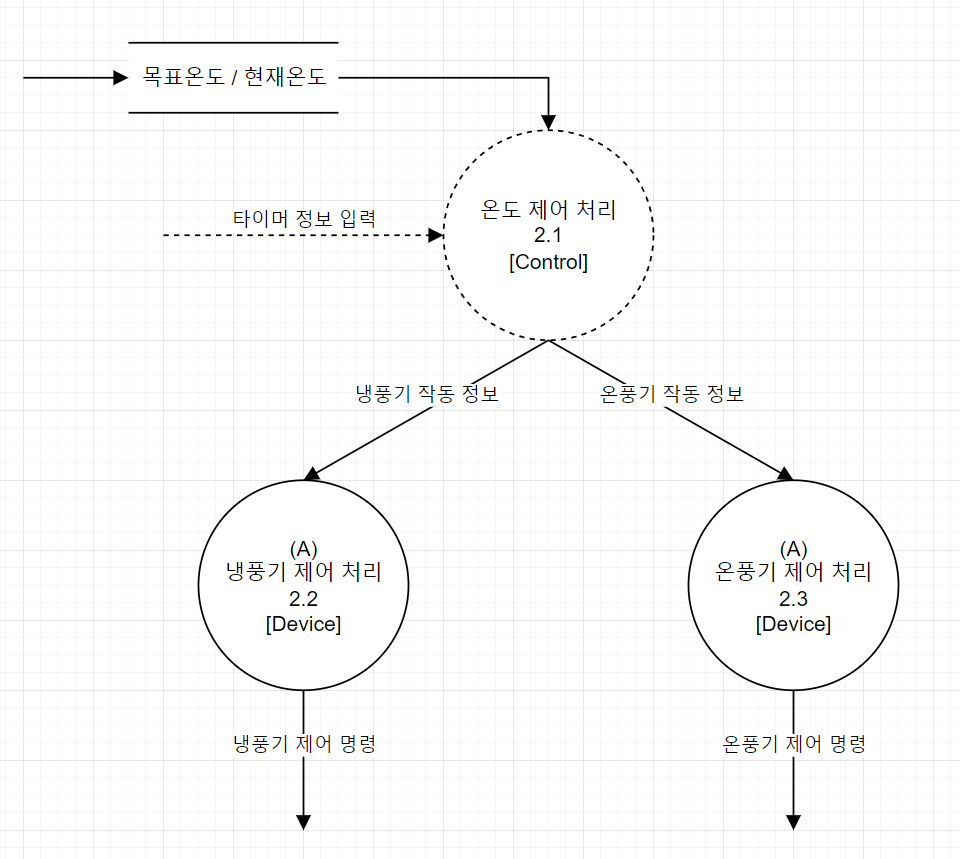 목표온도 / 현재온도
온도 제어 처리
2.1
[Control]
타이머 정보 입력
냉풍기 작동 정보
온풍기 작동 정보
(A)
냉풍기 제어 처리
2.2
[Device]
(A)
온풍기 제어 처리
2.3
[Device]
냉풍기 제어 명령
온풍기 제어 명령